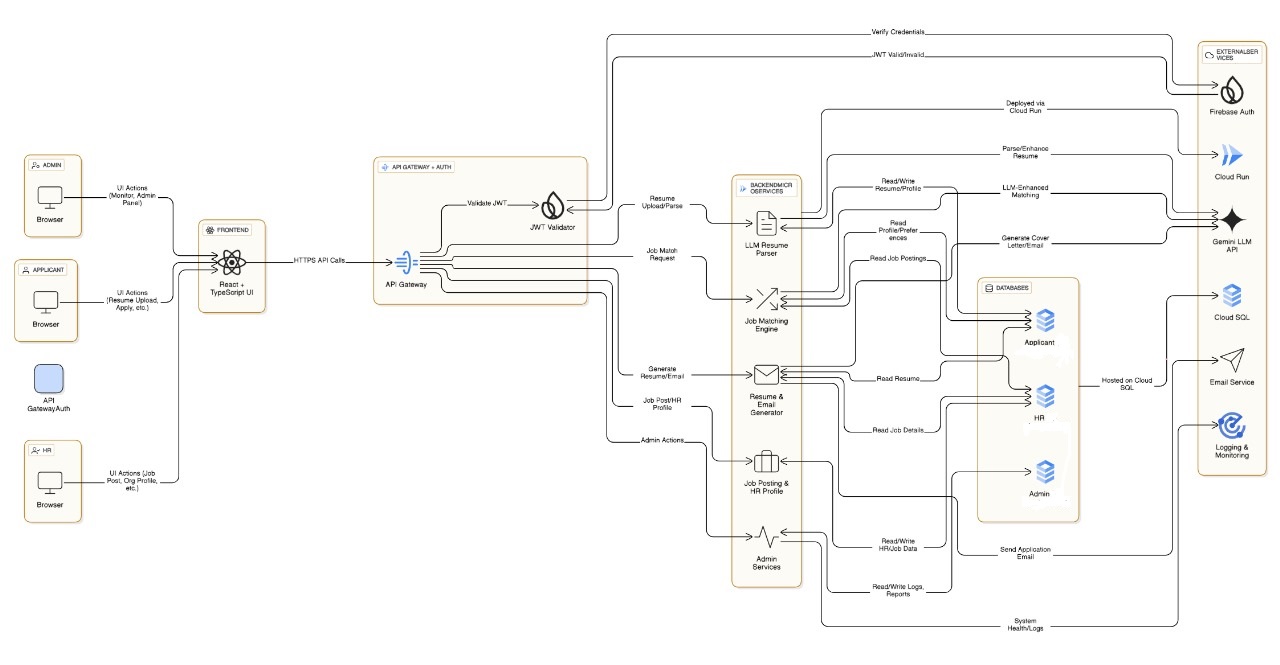 ADMIN
Browser
UI Actions
(Monitor, Admin
Panel)
APPLICANT
Browser
UI Actions
(Resume Upload,
Apply, etc.)
API
GatewayAuth
HR
Browser
UI Actions (Job
Post, Org Profile,
etc.)
FRONTEND
React +
TypeScript UI
HTTPS API Calls
API GATEWAY + AUTH
Validate JWT
JWT Validator
API Gateway
Resume
Upload/Parse
Job Match
Request
Generate
Resume/Email
Job Post/HR
Profile
Admin Actions
BACKENDMICR
OSERVICES
LLM Resume
Parser
Job Matching
Engine
Resume &
Email
Generator
Job Posting &
HR Profile
Admin
Services
Verify Credentials
JWT Valid/Invalid
Deployed via
Cloud Run
Parse/Enhance
Resume
Read/Write
Resume/Profile
LLM-Enhanced
Matching
Read
Profile/Prefer
ences
Generate Cover
Letter/Email
Read Job Postings
Read Resume
Read Job Details
Read/Write
HR/Job Data
Read/Write Logs,
Reports
Send Application
Email
System
Health/Logs
DATABASES
Applicant
HR
Admin
Hosted on Cloud
SQL
EXTERNALSER
VICES
Firebase Auth
Cloud Run
Gemini LLM
API
Cloud SQL
Email Service
Logging &
Monitoring